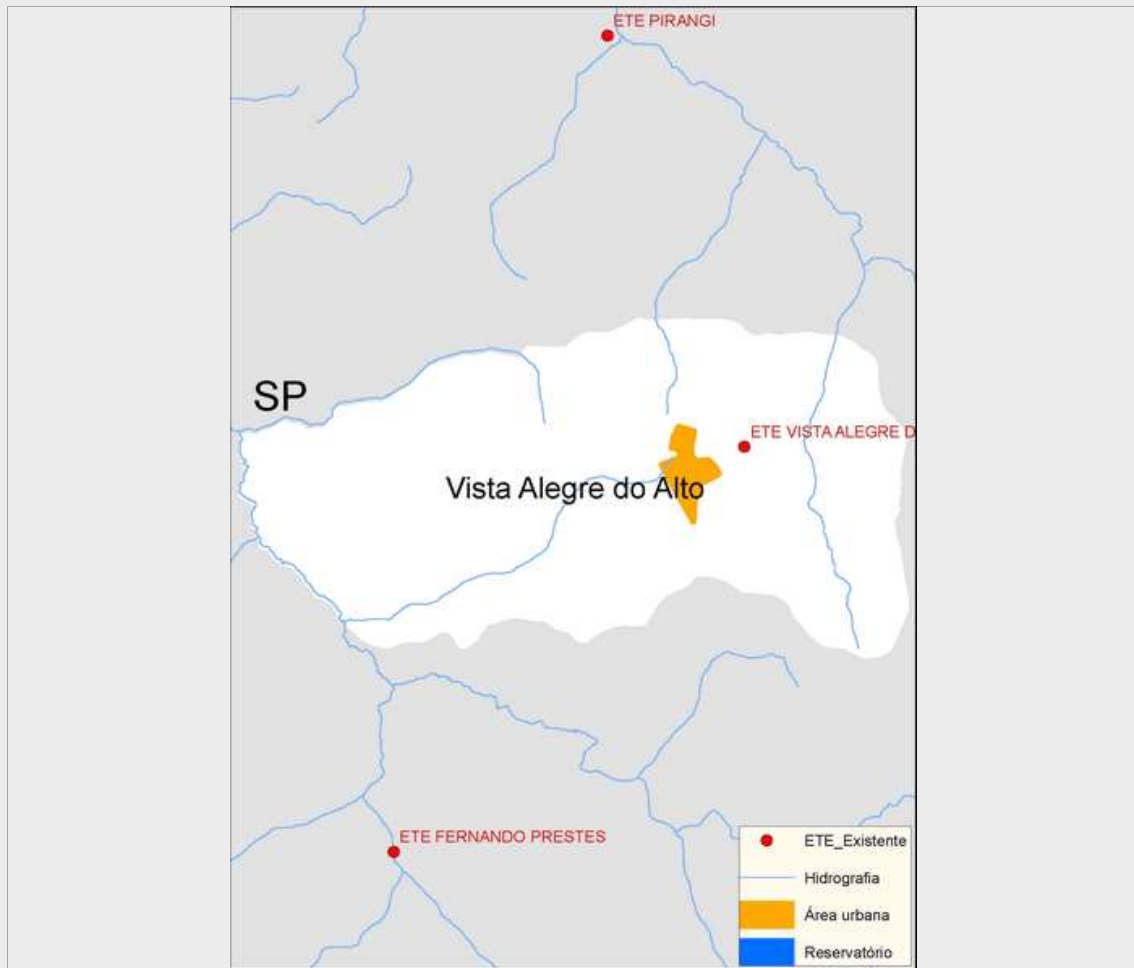 ETE PIRANGI
SP
ETE VISTA ALEGRE D
Vista Alegre do Alto
ETE FERNANDO PRESTES
ETE_Existente
Hidrografia
Área urbana
Reservatório